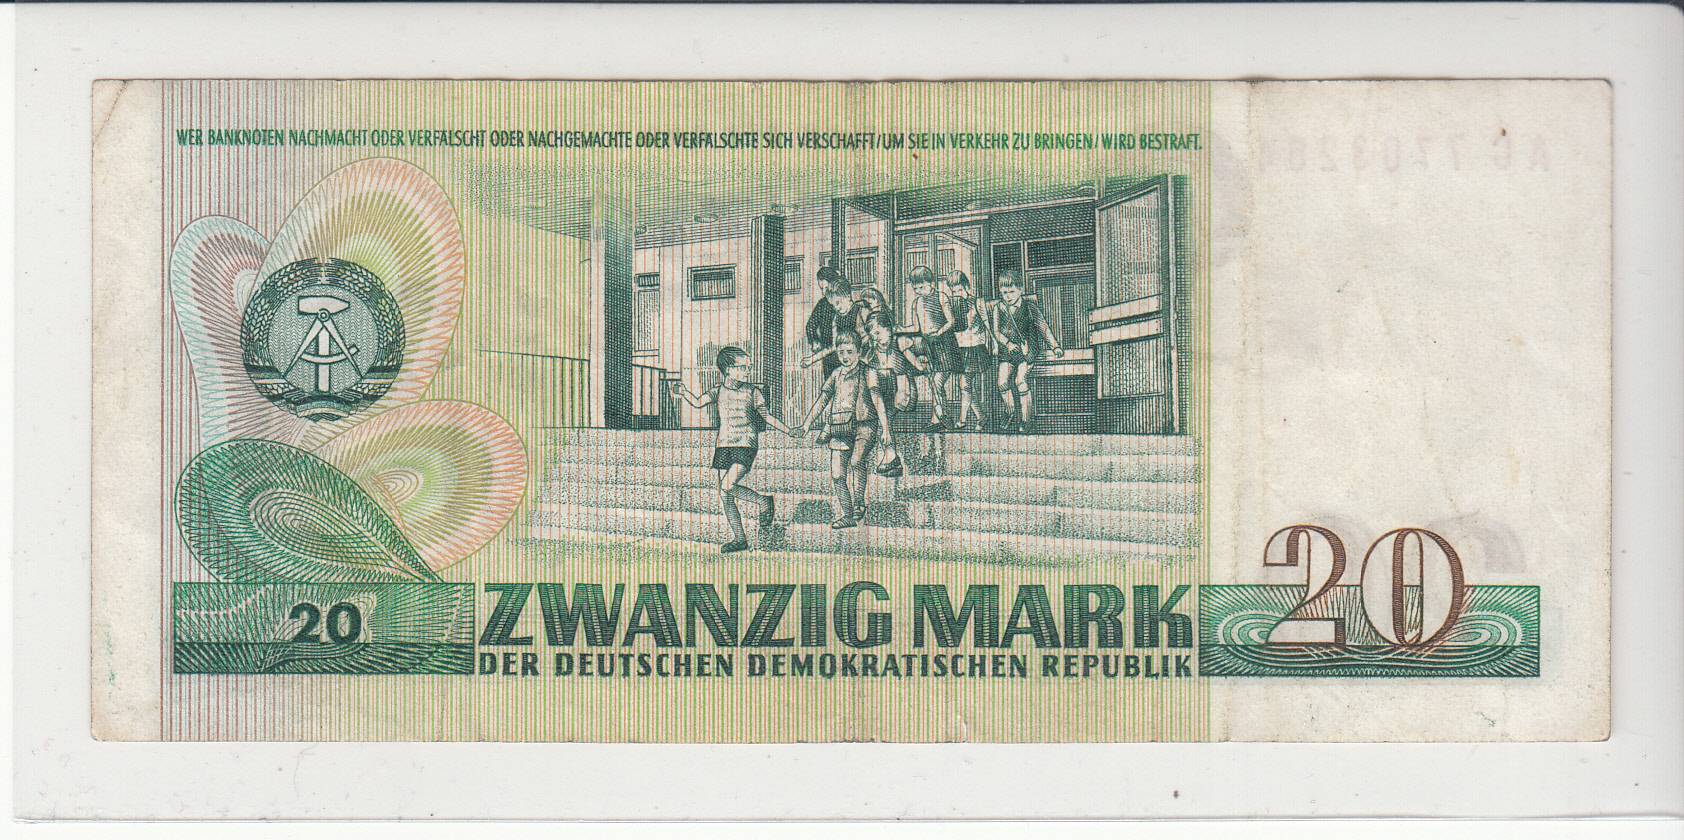 WER BANKNOTEN NACHMACHT ODER VERFÄLSCHT ODER NACHGEMACHTE ODER VERFÄLSCHTE SICH VERSCHAFFT/UM SIE IN VERKEHR ZU BRINGEN/WIRD BESTRAFT.
20
ZWANZIG MARK
DER DEUTSCHEN DEMOKRATISCHEN REPUBLIK
20